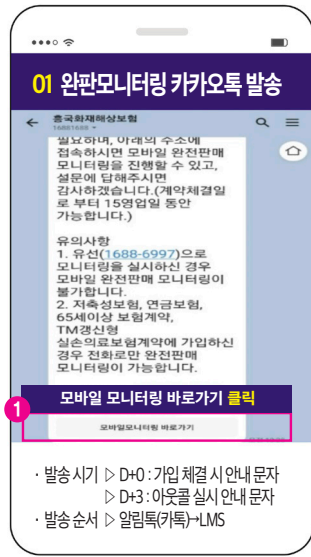 01 완판모니터링 카카오톡 발송
흥국화재해상보험
16881688
필요하며, 아래의 주소에
접속하시면 모바일 완전판매
모니터링을 진행할 수 있고,
설문에 답해주시면
감사하겠습니다.(계약체결일
로 부터 15영업일 동안
가능합니다.)
유의사항
1. 유선(1688-6997)으로
모니터링을 실시하신 경우
모바일 완전판매 모니터링이
불가합니다.
2. 저축성보험, 연금보험,
65세이상 보험계약,
TM갱신형
실손의료보험계약에 가입하신
경우 전화로만 완전판매
모니터링이 가능합니다.
모바일 모니터링 바로가기 클릭
1
모바일모니터링 바로가기
· 발송 시기 ▷ D+0 : 가입 체결 시 안내 문자
▷ D+3 : 아웃콜 실시 안내 문자
· 발송 순서 ▷ 알림톡(카톡)→LMS